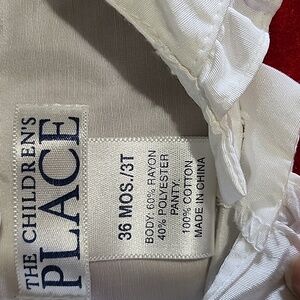 THE CHILDREN'S
PLACE
36 MOS./3T
BODY: 60% RAYON
40% POLYESTER
PANTY:
100% COTTON
MADE IN CHINA